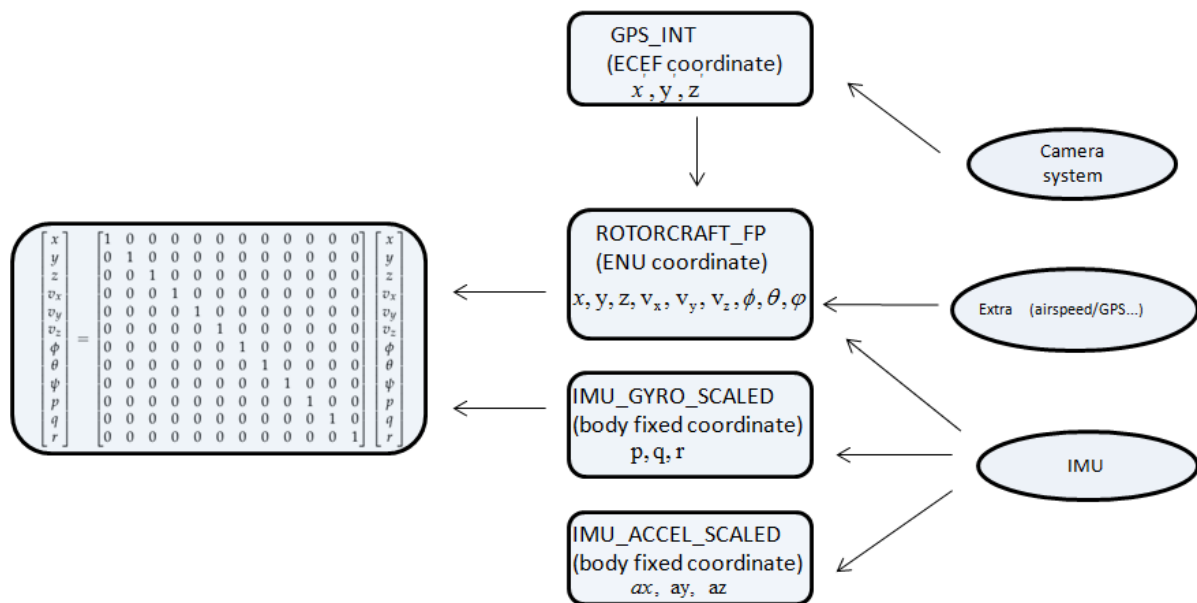 GPS_INT
(ECEF coordinate)
x', y', z'
Camera
system
ROTORCRAFT_FP
(ENU coordinate)
x, y, z, v_x, v_y, v_z, ϕ, θ, φ
Extra (airspeed/GPS...)
IMU_GYRO_SCALED
(body fixed coordinate)
p, q, r
IMU
IMU_ACCEL_SCALED
(body fixed coordinate)
ax, ay, az
x 1 0 0 0 0 0 0 0 0 0 0 0 x
y 0 1 0 0 0 0 0 0 0 0 0 0 y
z 0 0 1 0 0 0 0 0 0 0 0 0 z
v_x 0 0 0 1 0 0 0 0 0 0 0 0 v_x
v_y 0 0 0 0 1 0 0 0 0 0 0 0 v_y
v_z 0 0 0 0 0 1 0 0 0 0 0 0 v_z
ϕ = 0 0 0 0 0 0 1 0 0 0 0 0 ϕ
θ 0 0 0 0 0 0 0 1 0 0 0 0 θ
ψ 0 0 0 0 0 0 0 0 1 0 0 0 ψ
p 0 0 0 0 0 0 0 0 0 1 0 0 p
q 0 0 0 0 0 0 0 0 0 0 1 0 q
r 0 0 0 0 0 0 0 0 0 0 0 1 r